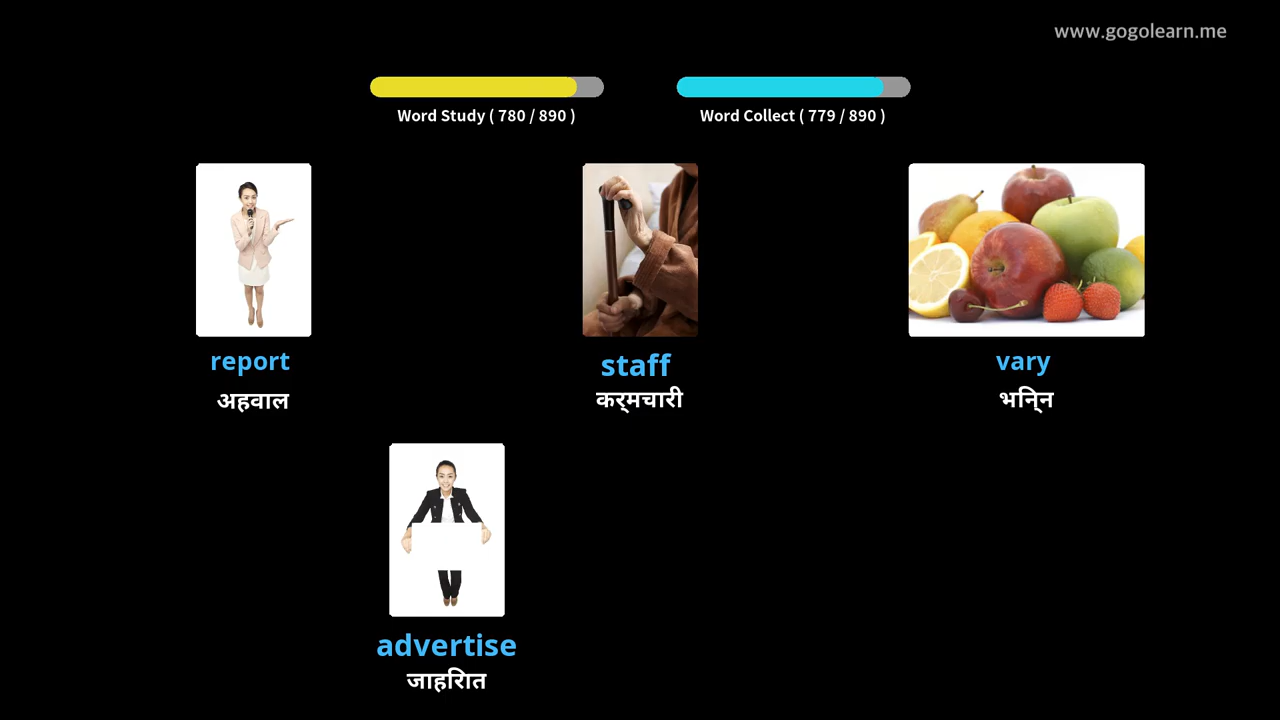 www.gogolearn.me
Word Study ( 780 / 890 )
Word Collect ( 779 / 890 )
report
अहवाल
staff
कर्मचारी
vary
भिन्न
advertise
जाहिरात